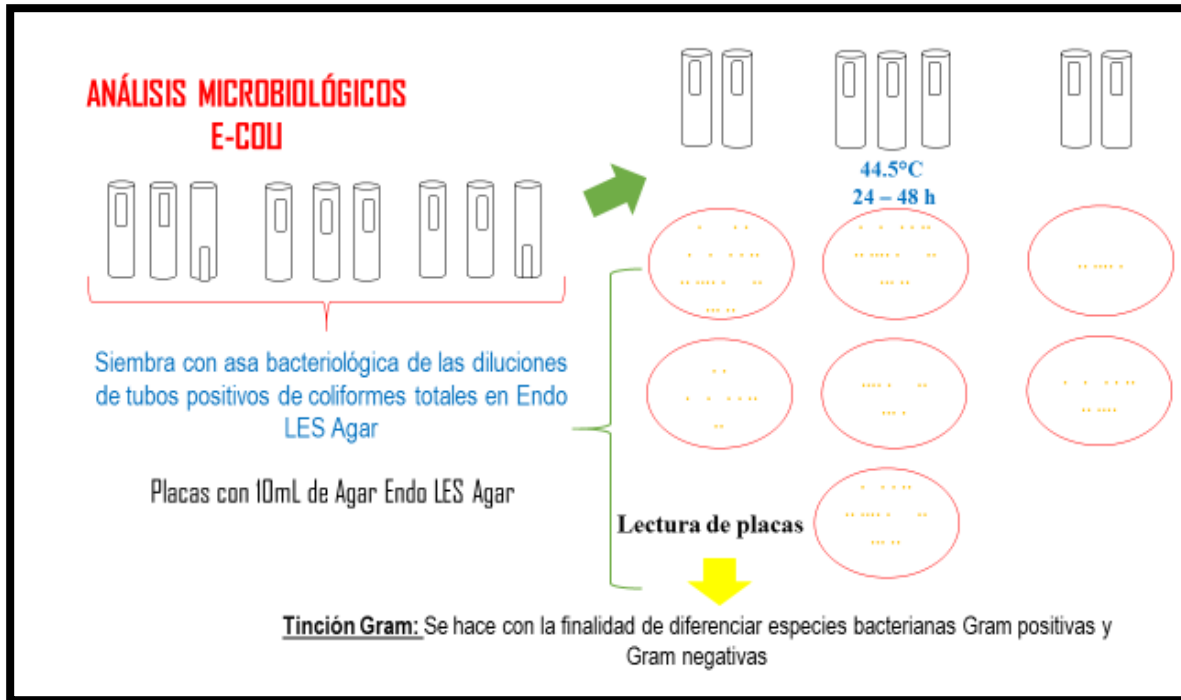 ANÁLISIS MICROBIOLÓGICOS
E-COLI
44.5°C
24 – 48 h
Siembra con asa bacteriológica de las diluciones
de tubos positivos de coliformes totales en Endo
LES Agar
Placas con 10mL de Agar Endo LES Agar
Lectura de placas
Tinción Gram: Se hace con la finalidad de diferenciar especies bacterianas Gram positivas y
Gram negativas